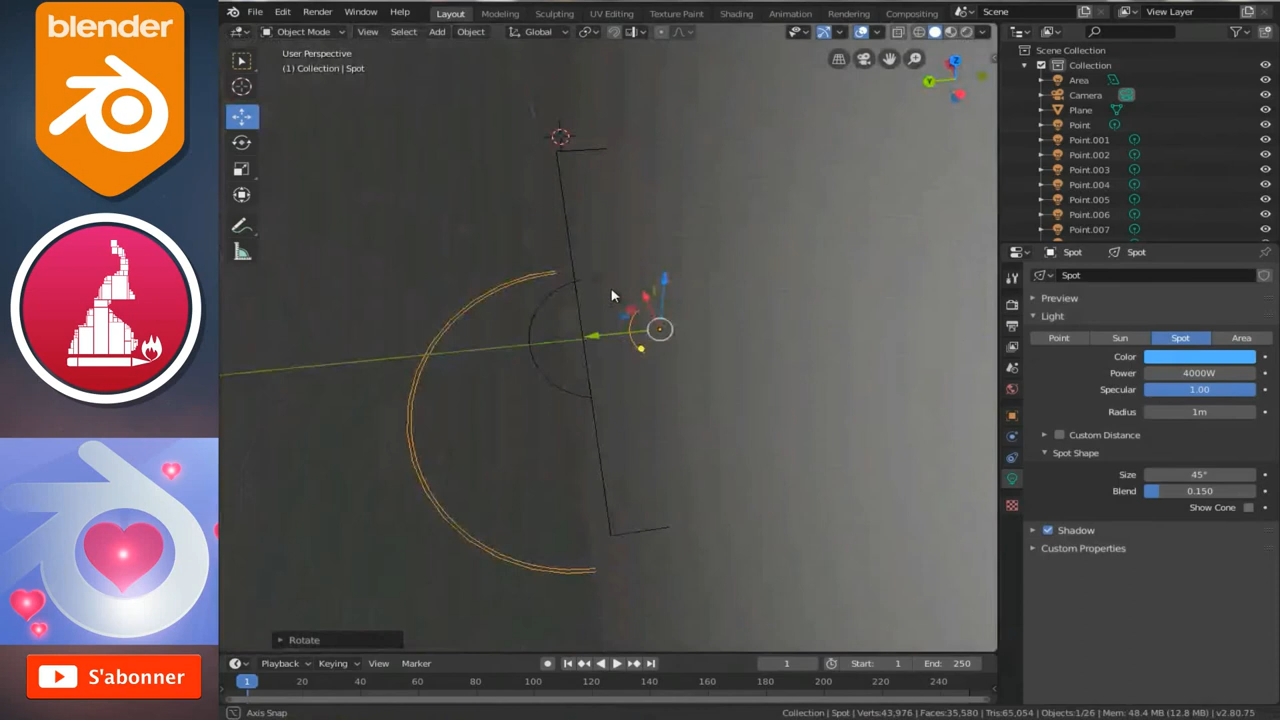 blender
S'abonner
File Edit Render Window Help
Layout Modeling Sculpting UV Editing Texture Paint Shading Animation Rendering Compositing
Scene View Layer
Object Mode View Select Add Object Global
User Perspective
(1) Collection | Spot
Z
Y
Scene Collection
Collection
Area
Camera
Plane
Point
Point.001
Point.002
Point.003
Point.004
Point.005
Point.006
Point.007
Spot Spot
Spot
Preview
Light
Point Sun Spot Area
Color
Power 4000W
Specular 1.00
Radius 1m
Custom Distance
Spot Shape
Size 45°
Blend 0.150
Show Cone
Shadow
Custom Properties
Rotate
Playback Keying View Marker 1 Start: 1 End: 250
1 20 40 60 80 100 120 140 160 180 200 220 240
Axis Snap
Collection | Spot | Verts:43,976 | Faces:35,580 | Tris:65,054 | Objects:1/26 | Mem: 48.4 MB (12.8 MB) | v2.80.75